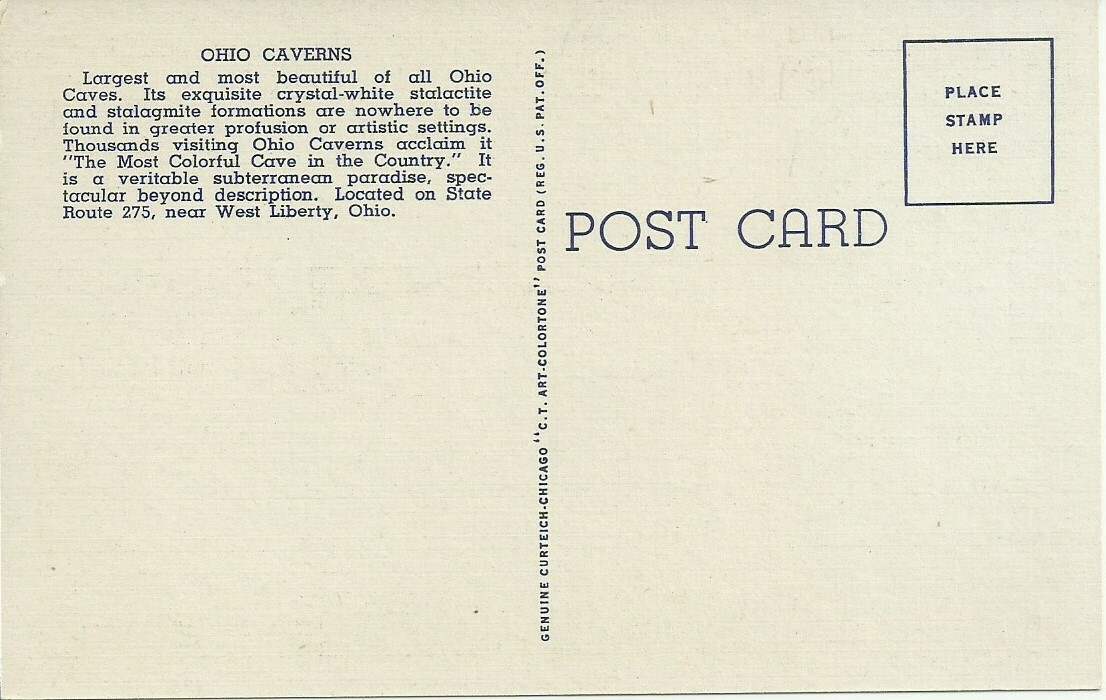 OHIO CAVERNS
Largest and most beautiful of all Ohio
Caves. Its exquisite crystal-white stalactite
and stalagmite formations are nowhere to be
found in greater profusion or artistic settings.
Thousands visiting Ohio Caverns acclaim it
"The Most Colorful Cave in the Country." It
is a veritable subterranean paradise, spec-
tacular beyond description. Located on State
Route 275, near West Liberty, Ohio.
GENUINE CURTEICH-CHICAGO "C.T. ART-COLORTONE" POST CARD (REG. U.S. PAT. OFF.)
POST CARD
PLACE
STAMP
HERE